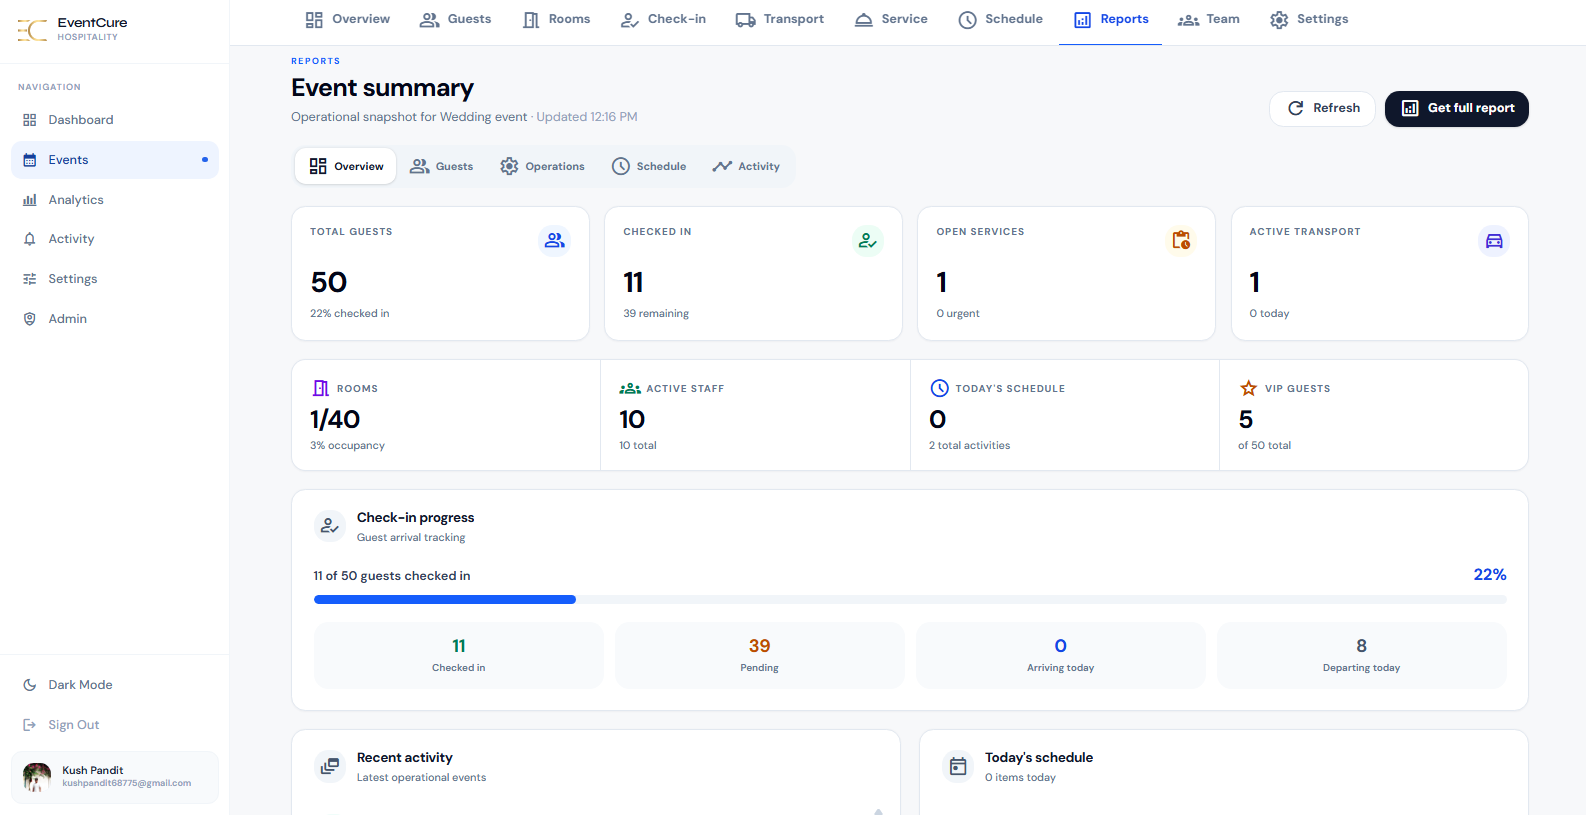 EventCure
HOSPITALITY
NAVIGATION
Dashboard
Events
Analytics
Activity
Settings
Admin
Dark Mode
Sign Out
Kush Pandit
kushpandit68775@gmail.com
Overview Guests Rooms Check-in Transport Service Schedule Reports Team Settings
REPORTS
Event summary
Operational snapshot for Wedding event · Updated 12:16 PM
Refresh Get full report
Overview Guests Operations Schedule Activity
TOTAL GUESTS
50
22% checked in
CHECKED IN
11
39 remaining
OPEN SERVICES
1
0 urgent
ACTIVE TRANSPORT
1
0 today
ROOMS
1/40
3% occupancy
ACTIVE STAFF
10
10 total
TODAY'S SCHEDULE
0
2 total activities
VIP GUESTS
5
of 50 total
Check-in progress
Guest arrival tracking
11 of 50 guests checked in 22%
11
Checked in
39
Pending
0
Arriving today
8
Departing today
Recent activity
Latest operational events
Today's schedule
0 items today